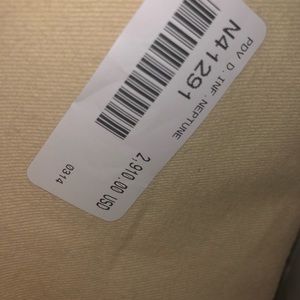 PDV. D. INF. NEPTUNE
N41291
2,910.00 USD
0314